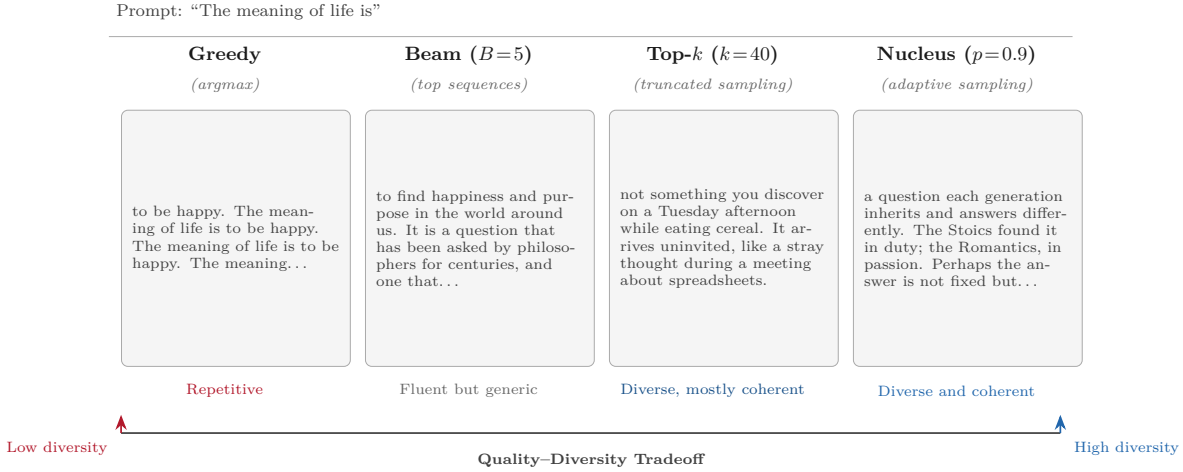 Prompt: “The meaning of life is”
Greedy
Beam (B=5)
Top-k (k=40)
Nucleus (p=0.9)
(argmax)
(top sequences)
(truncated sampling)
(adaptive sampling)
to be happy. The mean-
ing of life is to be happy.
The meaning of life is to be
happy. The meaning...
to find happiness and pur-
pose in the world around
us. It is a question that
has been asked by philoso-
phers for centuries, and
one that...
not something you discover
on a Tuesday afternoon
while eating cereal. It ar-
rives uninvited, like a stray
thought during a meeting
about spreadsheets.
a question each generation
inherits and answers differ-
ently. The Stoics found it
in duty; the Romantics, in
passion. Perhaps the an-
swer is not fixed but...
Repetitive
Fluent but generic
Diverse, mostly coherent
Diverse and coherent
Low diversity
High diversity
Quality–Diversity Tradeoff